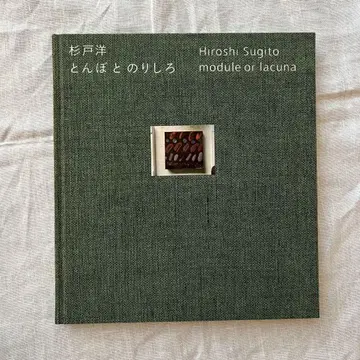 杉戸洋
とんぼ と のりしろ
Hiroshi Sugito
module or lacuna